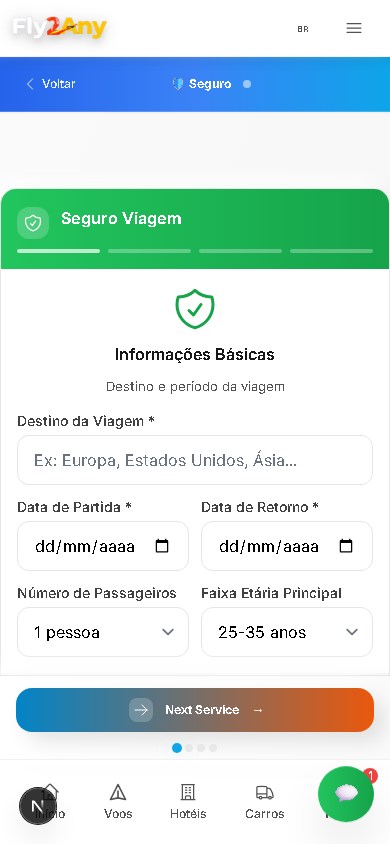 Fly2Any
BR
Voltar
Seguro
Seguro Viagem
Informações Básicas
Destino e período da viagem
Destino da Viagem *
Ex: Europa, Estados Unidos, Ásia...
Data de Partida *
Data de Retorno *
dd/mm/aaaa
dd/mm/aaaa
Número de Passageiros
Faixa Etária Principal
1 pessoa
25-35 anos
Next Service →
1
N
Início
Voos
Hotéis
Carros